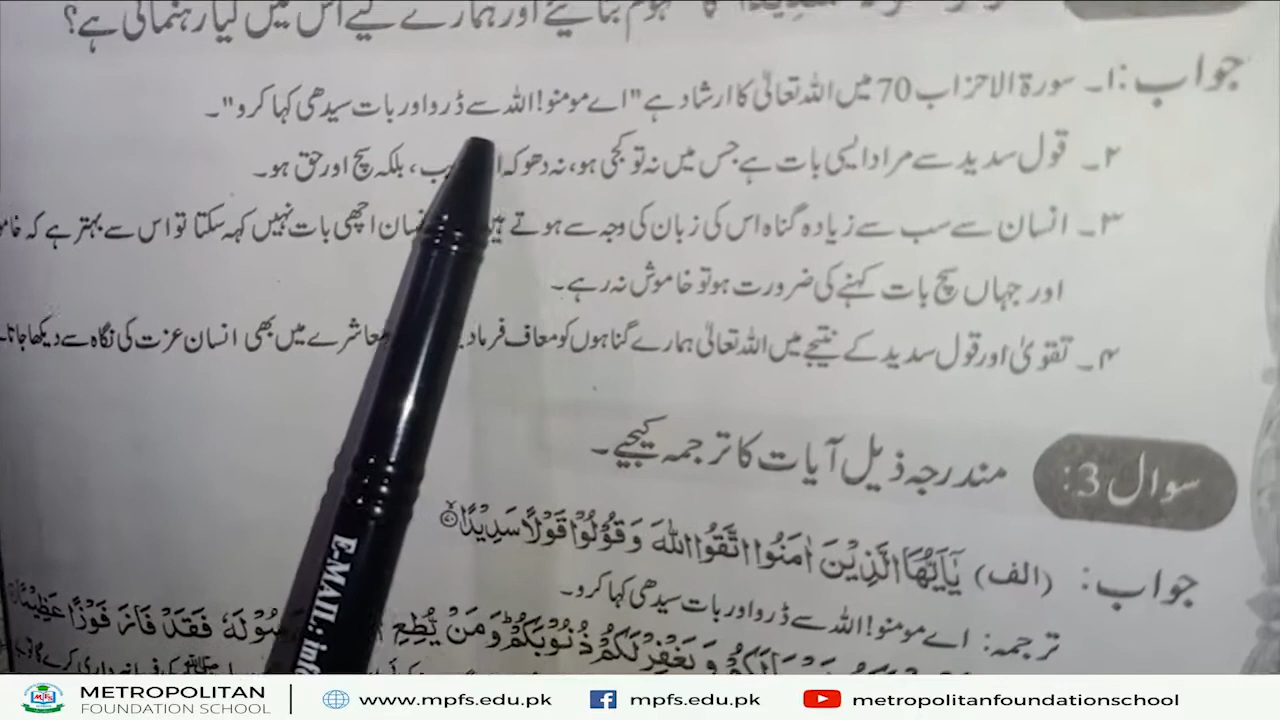 بتائیے اور ہمارے لیے اس میں کیا رہنمائی ہے؟
جواب: ۱۔ سورۃ الاحزاب 70 میں اللہ تعالیٰ کا ارشاد ہے "اے مومنو! اللہ سے ڈرو اور بات سیدھی کہا کرو"۔
۲۔ قول سدید سے مراد ایسی بات ہے جس میں نہ تو کجی ہو، نہ دھوکہ ، بلکہ سچ اور حق ہو۔
۳۔ انسان سے سب سے زیادہ گناہ اس کی زبان کی وجہ سے ہوتے ہیں اچھی بات نہیں کہہ سکتا تو اس سے بہتر ہے کہ
اور جہاں سچ بات کہنے کی ضرورت ہو تو خاموش نہ رہے۔
۴۔ تقویٰ اور قول سدید کے نتیجے میں اللہ تعالیٰ ہمارے گناہوں کو معاف معاشرے میں بھی انسان عزت کی نگاہ سے دیکھا
سوال 3: مندرجہ ذیل آیات کا ترجمہ کیجیے۔
جواب: (الف) يٰۤاَيُّهَا الَّذِيْنَ اٰمَنُوا اتَّقُوا اللّٰهَ وَقُوْلُوْا قَوْلًا سَدِيْدًا ۷۰
ترجمہ: اے مومنو! اللہ سے ڈرو اور بات سیدھی کہا کرو۔
وَيَغْفِرْ لَكُمْ ذُنُوْبَكُمْ وَمَنْ يُّطِعِ فَقَدْ فَازَ فَوْزًا عَظِيْمًا
E-MAIL: inf
METROPOLITAN
FOUNDATION SCHOOL
www.mpfs.edu.pk
mpfs.edu.pk
metropolitanfoundationschool